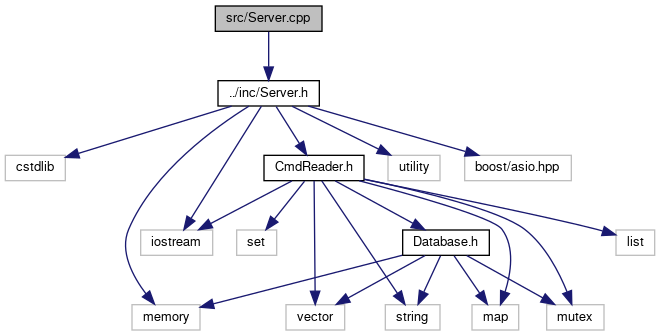 src/Server.cpp
../inc/Server.h
cstdlib
CmdReader.h
utility
boost/asio.hpp
iostream
set
Database.h
list
memory
vector
string
map
mutex